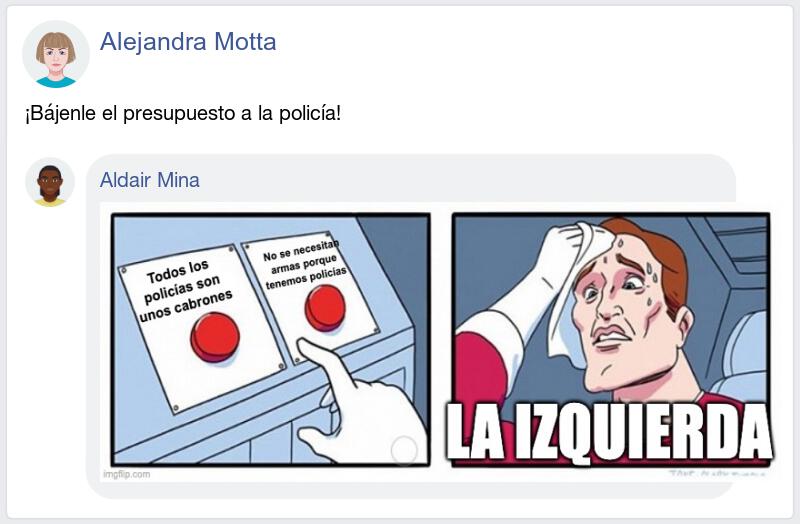 Alejandra Motta
¡Bájenle el presupuesto a la policía!
Aldair Mina
Todos los
policías son
unos cabrones
No se necesitan
armas porque
tenemos policías
LA IZQUIERDA
imgflip.com